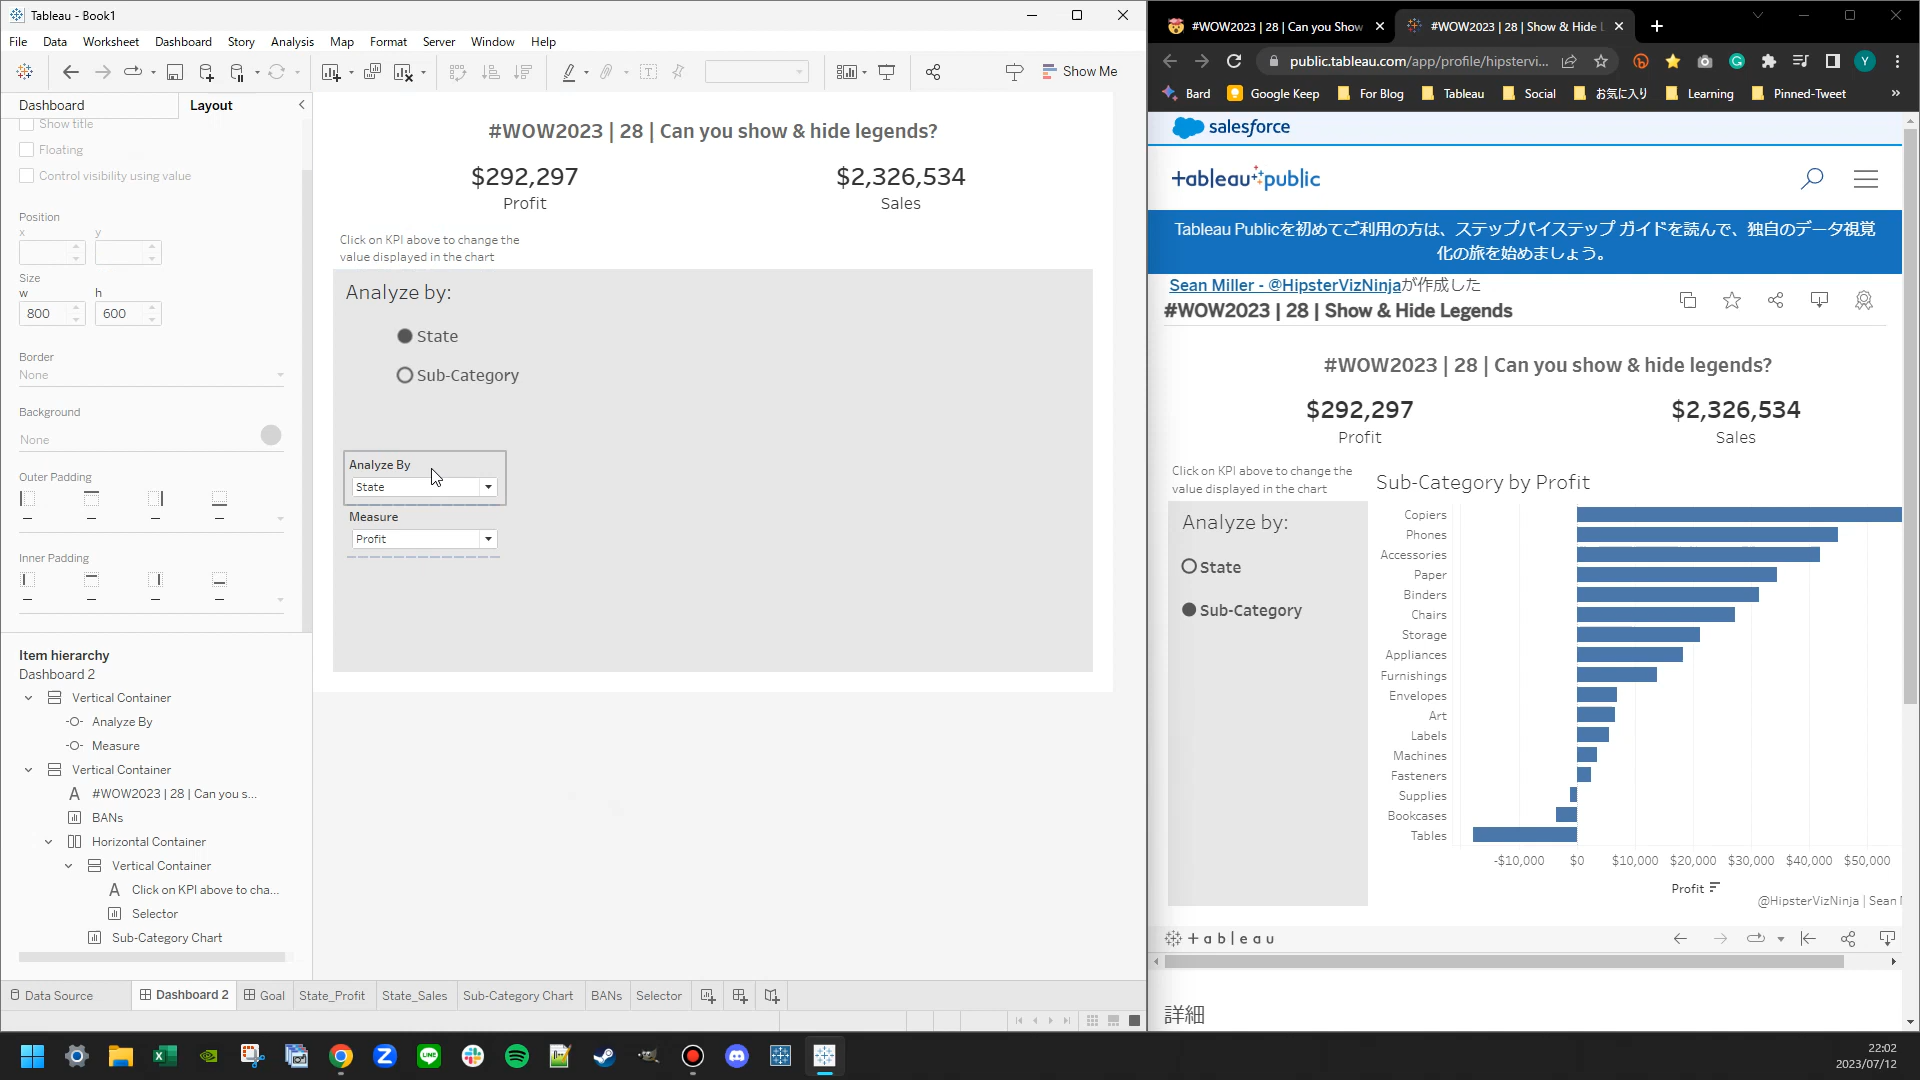 Tableau - Book1
File Data Worksheet Dashboard Story Analysis Map Format Server Window Help
Show Me
Dashboard
Layout
Show title
Floating
Control visibility using value
Position
x y
Size
w h
800 600
Border
None
Background
None
Outer Padding
Inner Padding
Item hierarchy
Dashboard 2
Vertical Container
Analyze By
Measure
Vertical Container
#WOW2023 | 28 | Can you s...
BANs
Horizontal Container
Vertical Container
Click on KPI above to cha...
Selector
Sub-Category Chart
#WOW2023 | 28 | Can you show & hide legends?
$292,297 $2,326,534
Profit Sales
Click on KPI above to change the
value displayed in the chart
Analyze by:
State
Sub-Category
Analyze By
State
Measure
Profit
Data Source Dashboard 2 Goal State_Profit State_Sales Sub-Category Chart BANs Selector
#WOW2023 | 28 | Can you Show
#WOW2023 | 28 | Show & Hide L
public.tableau.com/app/profile/hipstervi...
Y
Bard Google Keep For Blog Tableau Social お気に入り Learning Pinned-Tweet »
salesforce
+ableau public
Tableau Publicを初めてご利用の方は、ステップバイステップ ガイドを読んで、独自のデータ視覚
化の旅を始めましょう。
Sean Miller - @HipsterVizNinjaが作成した
#WOW2023 | 28 | Show & Hide Legends
#WOW2023 | 28 | Can you show & hide legends?
$292,297 $2,326,534
Profit Sales
Click on KPI above to change the
value displayed in the chart
Analyze by:
State
Sub-Category
Sub-Category by Profit
Copiers
Phones
Accessories
Paper
Binders
Chairs
Storage
Appliances
Furnishings
Envelopes
Art
Labels
Machines
Fasteners
Supplies
Bookcases
Tables
-$10,000 $0 $10,000 $20,000 $30,000 $40,000 $50,000
Profit
@HipsterVizNinja | Sean
+ a b | e a u
詳細
22:02
2023/07/12